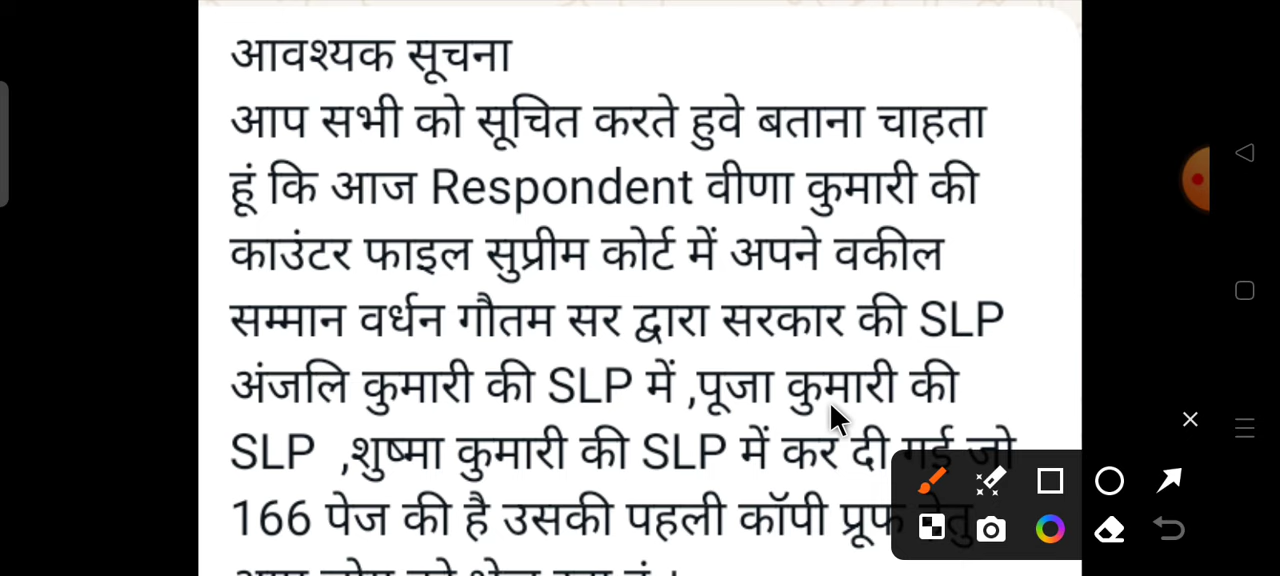 आवश्यक सूचना
आप सभी को सूचित करते हुवे बताना चाहता
हूं कि आज Respondent वीणा कुमारी की
काउंटर फाइल सुप्रीम कोर्ट में अपने वकील
सम्मान वर्धन गौतम सर द्वारा सरकार की SLP
अंजलि कुमारी की SLP में ,पूजा कुमारी की
SLP ,शुष्मा कुमारी की SLP में कर दी गई जो
166 पेज की है उसकी पहली कॉपी प्रूफ हेतु